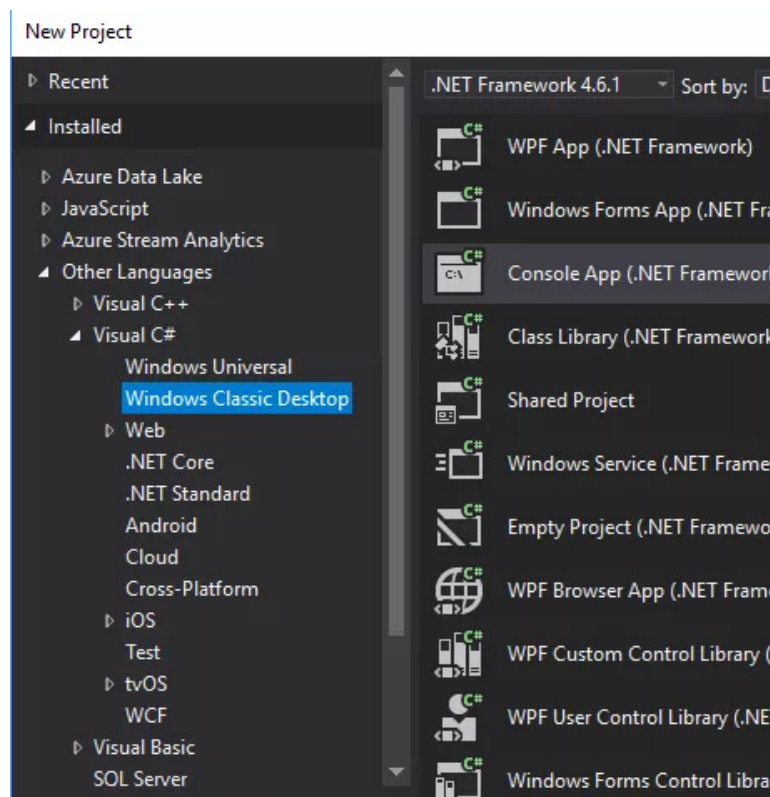 New Project
Recent
Installed
Azure Data Lake
JavaScript
Azure Stream Analytics
Other Languages
Visual C++
Visual C#
Windows Universal
Windows Classic Desktop
Web
.NET Core
.NET Standard
Android
Cloud
Cross-Platform
iOS
Test
tvOS
WCF
Visual Basic
SQL Server
.NET Framework 4.6.1 Sort by: D
C# WPF App (.NET Framework)
C# Windows Forms App (.NET Fra
C# C:\ Console App (.NET Framework
C# Class Library (.NET Framework
C# Shared Project
C# Windows Service (.NET Frame
C# Empty Project (.NET Framewo
C# WPF Browser App (.NET Fram
C# WPF Custom Control Library (
C# WPF User Control Library (.NE
C# Windows Forms Control Libra